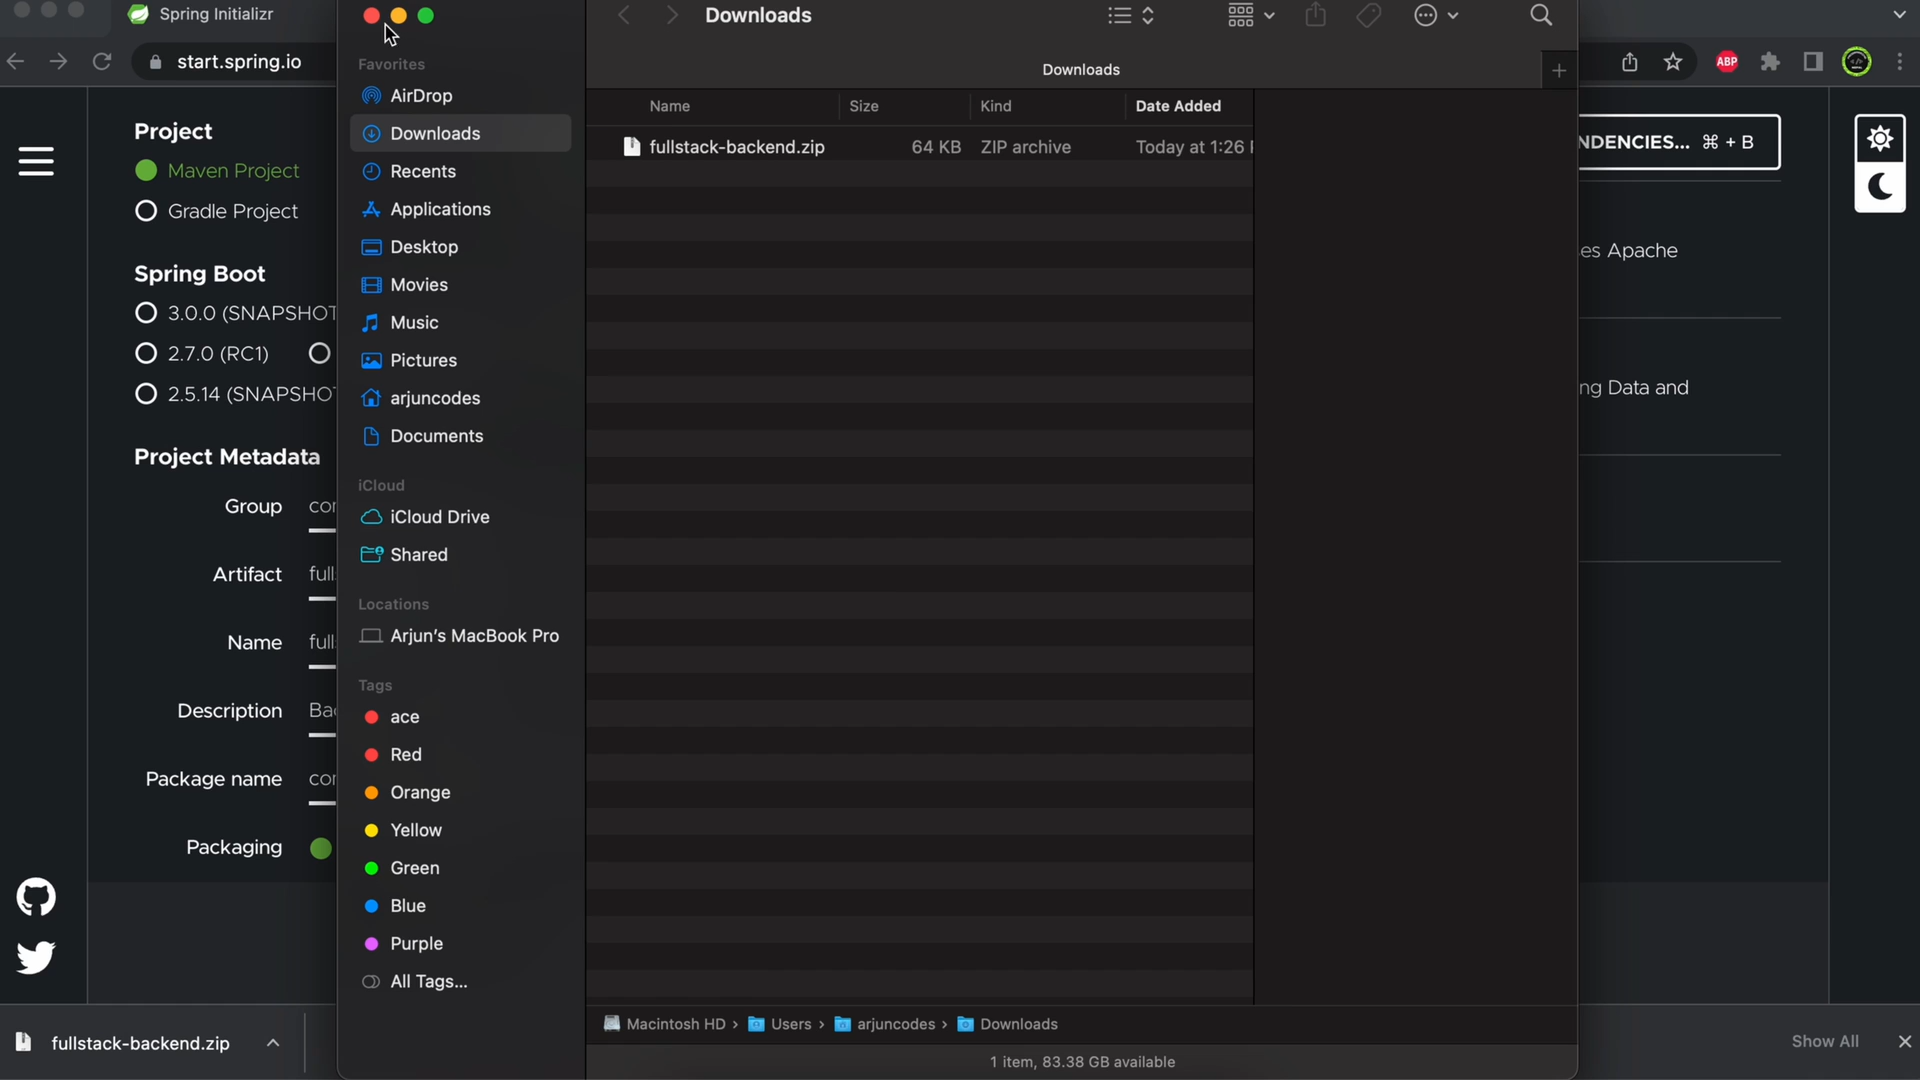 Spring Initializr
start.spring.io
ABP
Project
Maven Project
Gradle Project
Spring Boot
3.0.0 (SNAPSHOT
2.7.0 (RC1)
2.5.14 (SNAPSHO
Project Metadata
Group
Artifact
Name
Description
Package name
Packaging
Favorites
AirDrop
Downloads
Recents
Applications
Desktop
Movies
Music
Pictures
arjuncodes
Documents
iCloud
iCloud Drive
Shared
Locations
Arjun's MacBook Pro
Tags
ace
Red
Orange
Yellow
Green
Blue
Purple
All Tags...
Downloads
Downloads
Name Size Kind Date Added
fullstack-backend.zip 64 KB ZIP archive Today at 1:26
Macintosh HD › Users › arjuncodes › Downloads
1 item, 83.38 GB available
NDENCIES... ⌘ + B
es Apache
ng Data and
fullstack-backend.zip
Show All